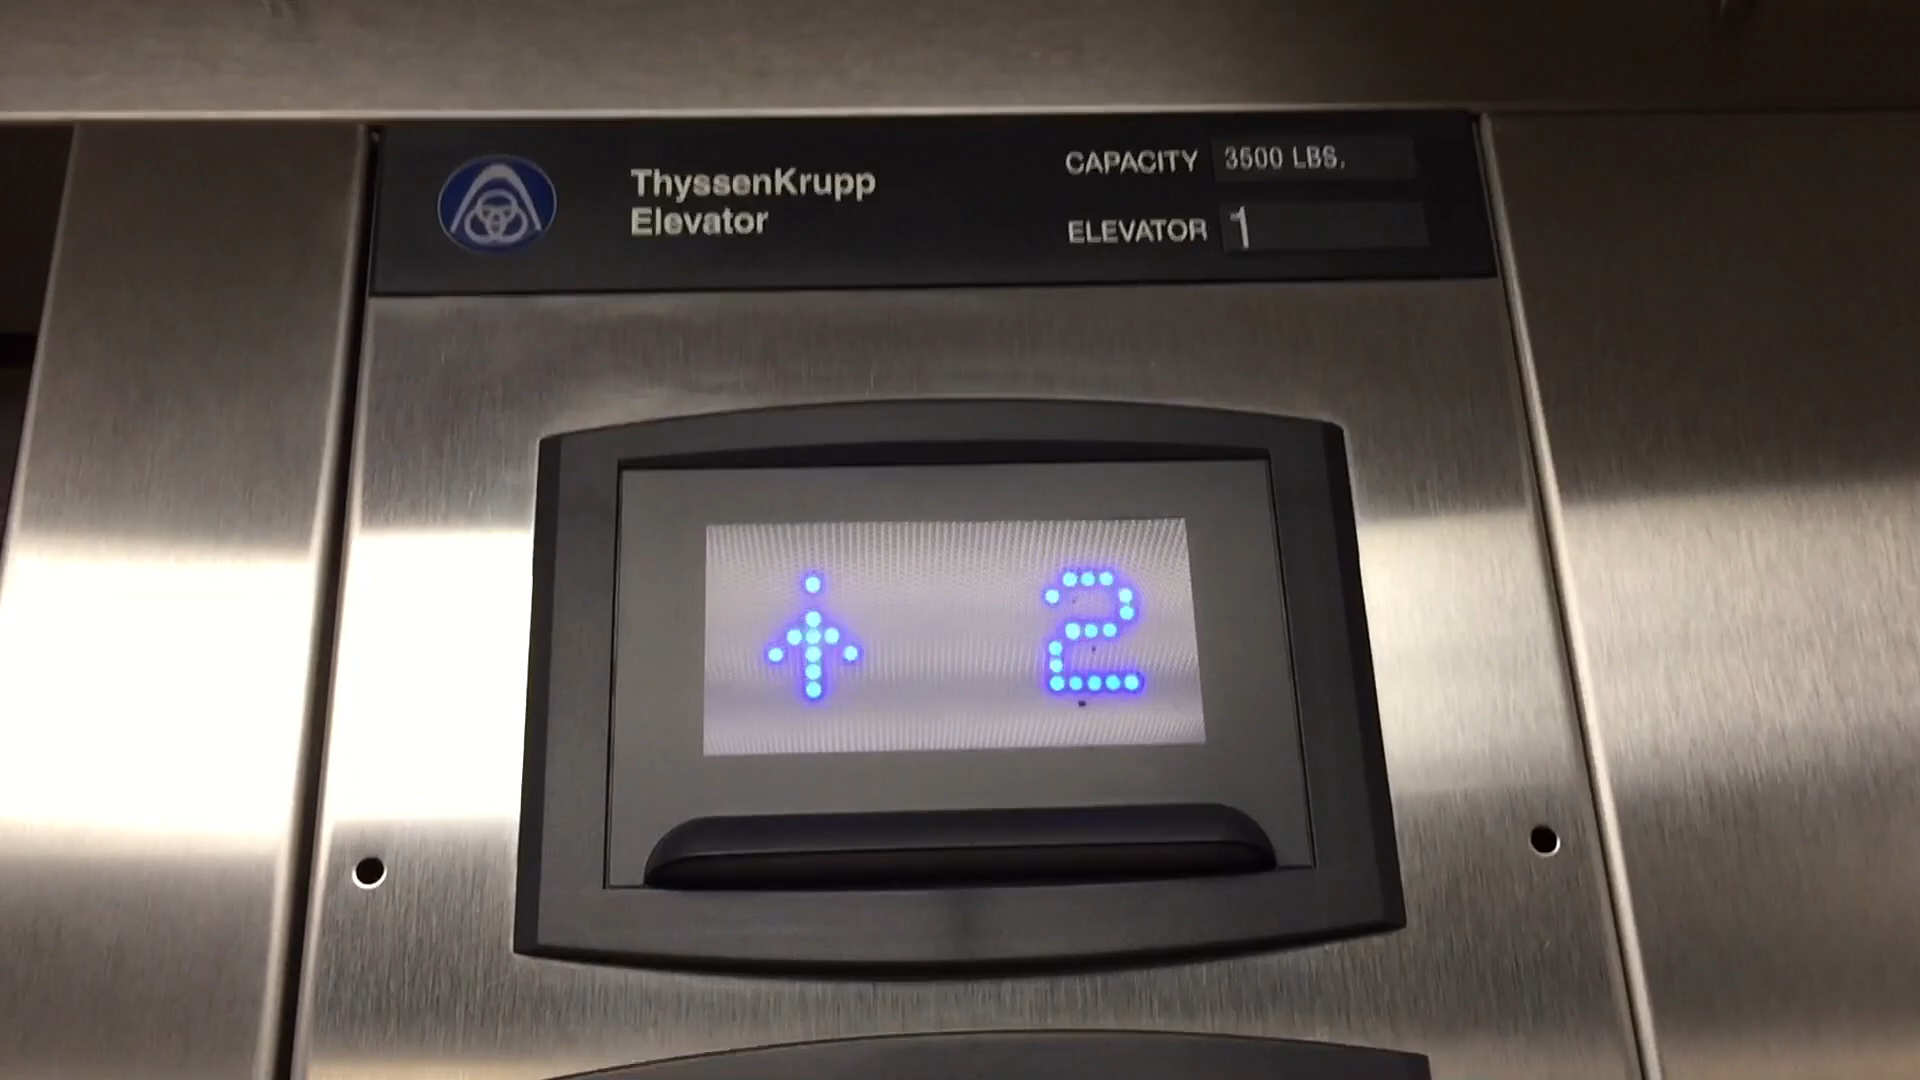 ThyssenKrupp
Elevator
CAPACITY 3500 LBS.
ELEVATOR 1
2